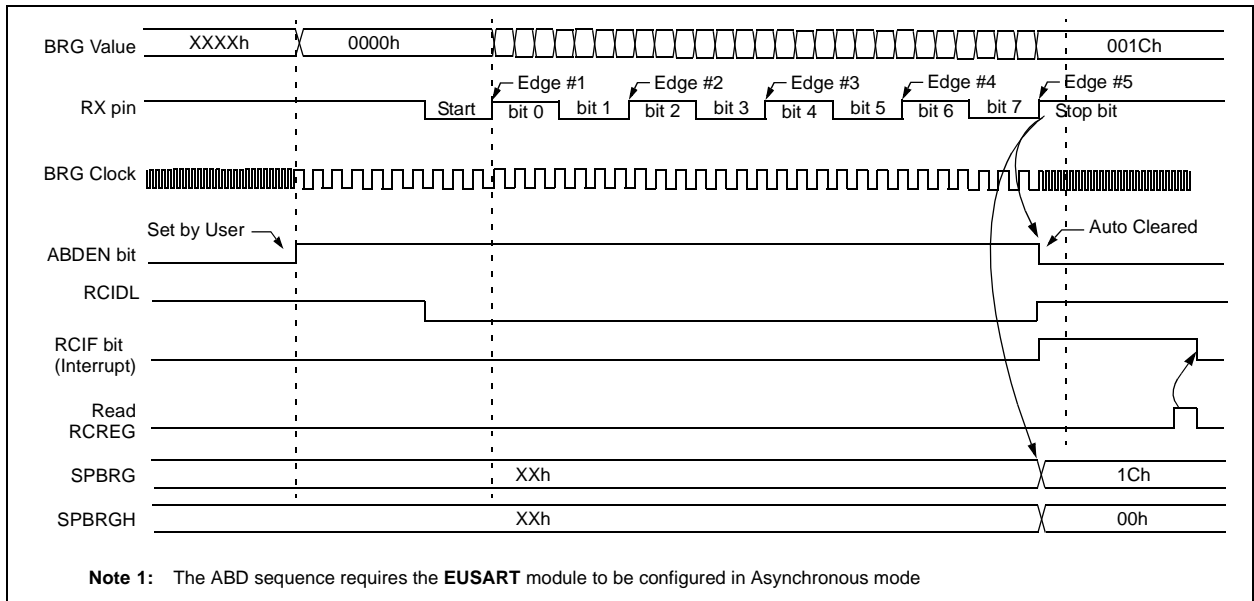 BRG Value XXXXh 0000h 001Ch
Edge #1 Edge #2 Edge #3 Edge #4 Edge #5
RX pin Start bit 0 bit 1 bit 2 bit 3 bit 4 bit 5 bit 6 bit 7 Stop bit
BRG Clock
Set by User Auto Cleared
ABDEN bit
RCIDL
RCIF bit
(Interrupt)
Read
RCREG
SPBRG XXh 1Ch
SPBRGH XXh 00h
Note 1: The ABD sequence requires the EUSART module to be configured in Asynchronous mode